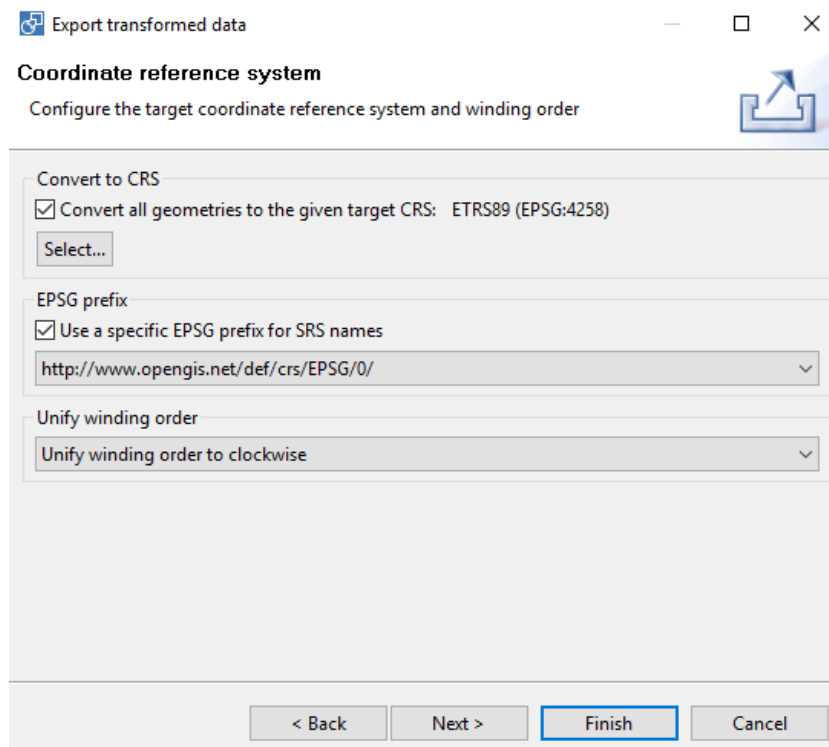 Export transformed data
Coordinate reference system
Configure the target coordinate reference system and winding order
Convert to CRS
Convert all geometries to the given target CRS: ETRS89 (EPSG:4258)
Select...
EPSG prefix
Use a specific EPSG prefix for SRS names
http://www.opengis.net/def/crs/EPSG/0/
Unify winding order
Unify winding order to clockwise
< Back Next > Finish Cancel